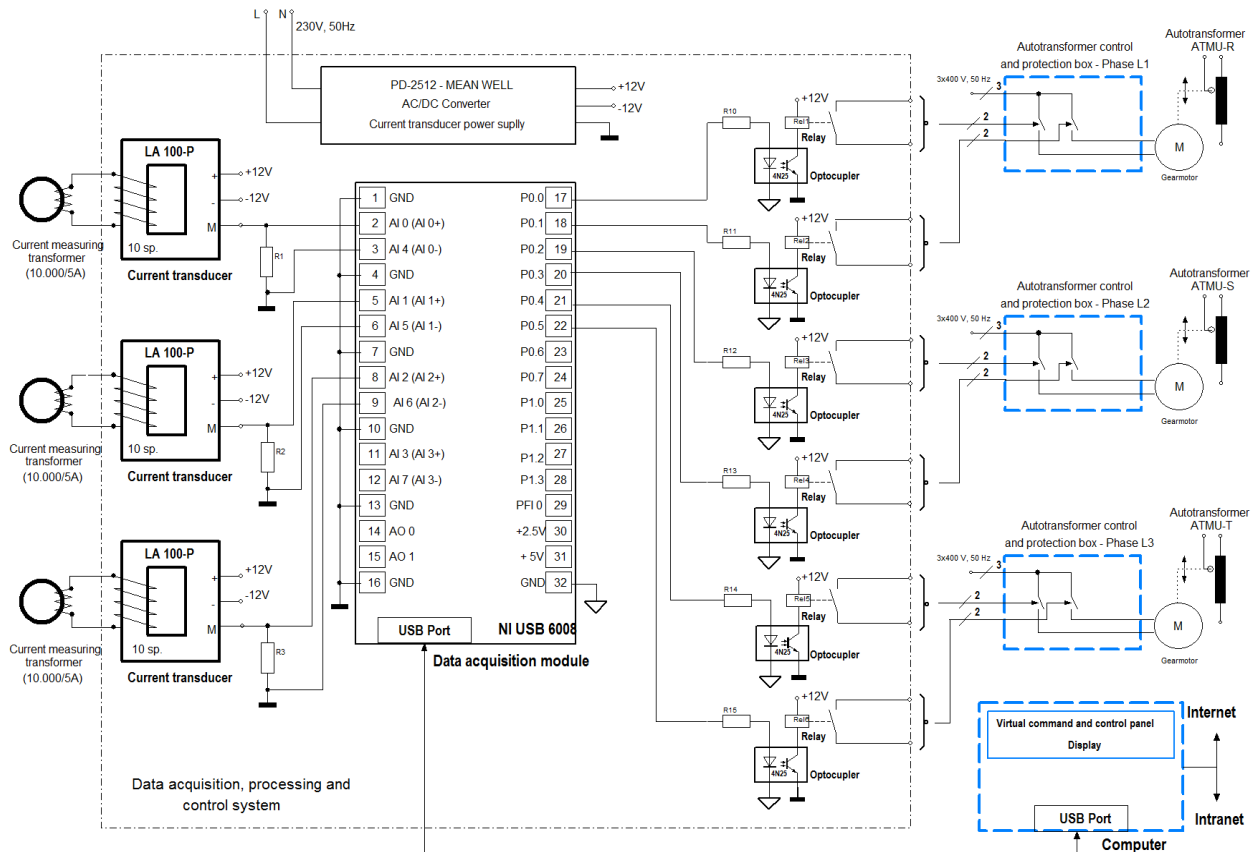 L
N
230V, 50Hz
PD-2512 - MEAN WELL
AC/DC Converter
Current transducer power suplly
+12V
-12V
LA 100-P
+
-
M
10 sp.
+12V
-12V
Current transducer
R1
Current measuring
transformer
(10.000/5A)
LA 100-P
+
-
M
10 sp.
+12V
-12V
Current transducer
R2
Current measuring
transformer
(10.000/5A)
LA 100-P
+
-
M
10 sp.
+12V
-12V
Current transducer
R3
Current measuring
transformer
(10.000/5A)
1 GND
2 AI 0 (AI 0+)
3 AI 4 (AI 0-)
4 GND
5 AI 1 (AI 1+)
6 AI 5 (AI 1-)
7 GND
8 AI 2 (AI 2+)
9 AI 6 (AI 2-)
10 GND
11 AI 3 (AI 3+)
12 AI 7 (AI 3-)
13 GND
14 AO 0
15 AO 1
16 GND
P0.0 17
P0.1 18
P0.2 19
P0.3 20
P0.4 21
P0.5 22
P0.6 23
P0.7 24
P1.0 25
P1.1 26
P1.2 27
P1.3 28
PFI 0 29
+2.5V 30
+ 5V 31
GND 32
USB Port
NI USB 6008
Data acquisition module
Data acquisition, processing and
control system
R10
+12V
Rel1
Relay
4N25
Optocupler
R11
+12V
Rel2
Relay
4N25
Optocupler
R12
+12V
Rel3
Relay
4N25
Optocupler
R13
+12V
Rel4
Relay
4N25
Optocupler
R14
+12V
Rel5
Relay
4N25
Optocupler
R15
+12V
Rel6
Relay
4N25
Optocupler
Autotransformer control
and protection box - Phase L1
3x400 V, 50 Hz
3
2
2
Autotransformer
ATMU-R
M
Gearmotor
Autotransformer control
and protection box - Phase L2
3x400 V, 50 Hz
3
2
2
Autotransformer
ATMU-S
M
Gearmotor
Autotransformer control
and protection box - Phase L3
3x400 V, 50 Hz
3
2
2
Autotransformer
ATMU-T
M
Gearmotor
Virtual command and control panel
Display
USB Port
Computer
Internet
Intranet